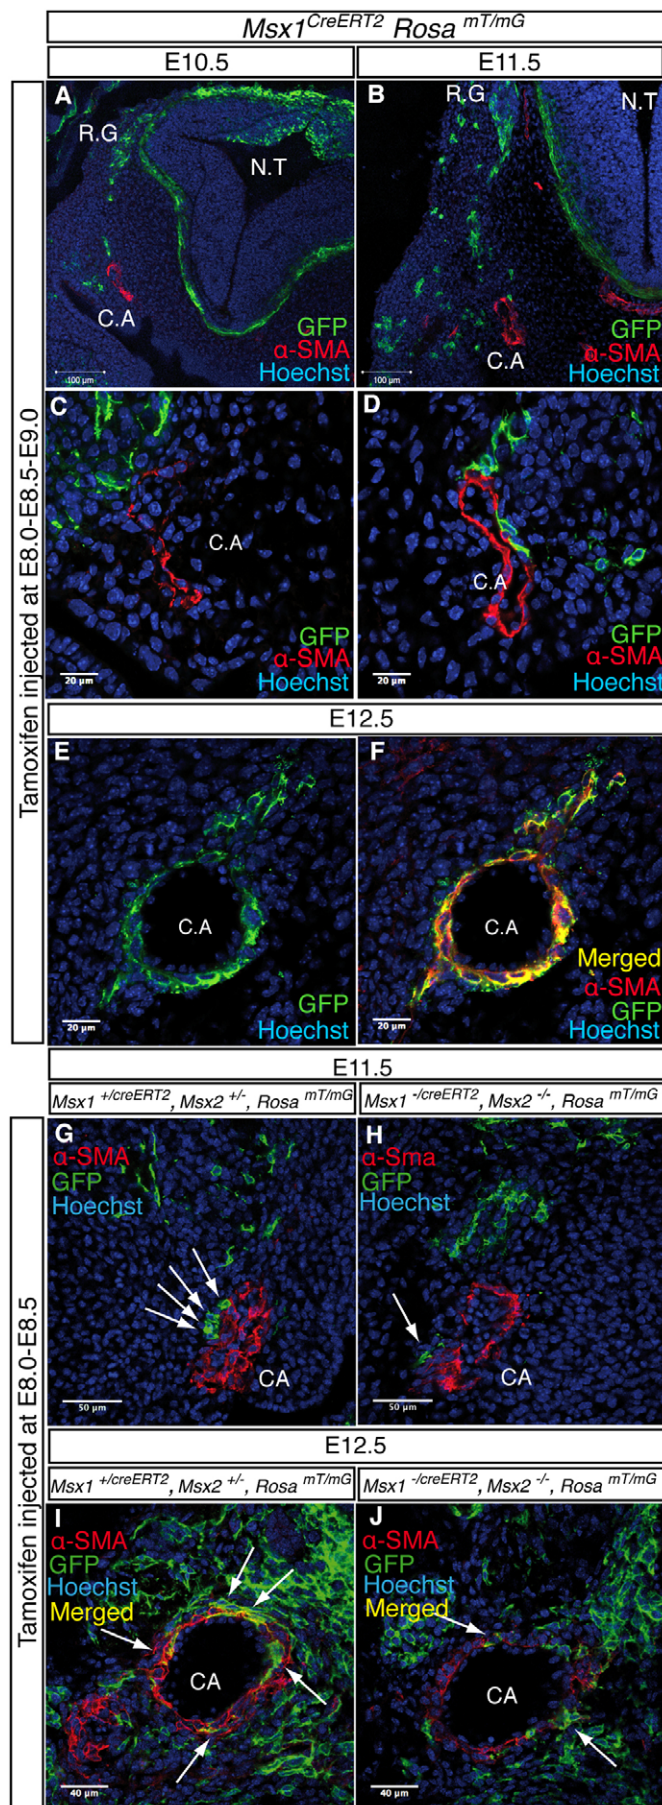 Msx1CreERT2 Rosa mT/mG
E10.5 E11.5
Tamoxifen injected at E8.0-E8.5-E9.0
A
R.G
N.T
C.A
GFP
α-SMA
Hoechst
100 µm
B
R.G
N.T
C.A
GFP
α-SMA
Hoechst
100 µm
C
C.A
GFP
α-SMA
Hoechst
20 µm
D
C.A
GFP
α-SMA
Hoechst
20 µm
E12.5
E
C.A
GFP
Hoechst
20 µm
F
C.A
Merged
α-SMA
GFP
Hoechst
20 µm
E11.5
Msx1 +/creERT2, Msx2 +/-, Rosa mT/mG
Msx1 -/creERT2, Msx2 -/-, Rosa mT/mG
Tamoxifen injected at E8.0-E8.5
G
α-SMA
GFP
Hoechst
CA
50 µm
H
α-Sma
GFP
Hoechst
CA
50 µm
E12.5
Msx1 +/creERT2, Msx2 +/-, Rosa mT/mG
Msx1 -/creERT2, Msx2 -/-, Rosa mT/mG
I
α-SMA
GFP
Hoechst
Merged
CA
40 µm
J
α-SMA
GFP
Hoechst
Merged
CA
40 µm